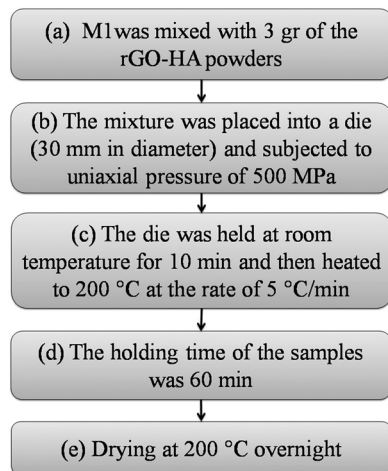 (a) M1was mixed with 3 gr of the
rGO-HA powders
(b) The mixture was placed into a die
(30 mm in diameter) and subjected to
uniaxial pressure of 500 MPa
(c) The die was held at room
temperature for 10 min and then heated
to 200 °C at the rate of 5 °C/min
(d) The holding time of the samples
was 60 min
(e) Drying at 200 °C overnight